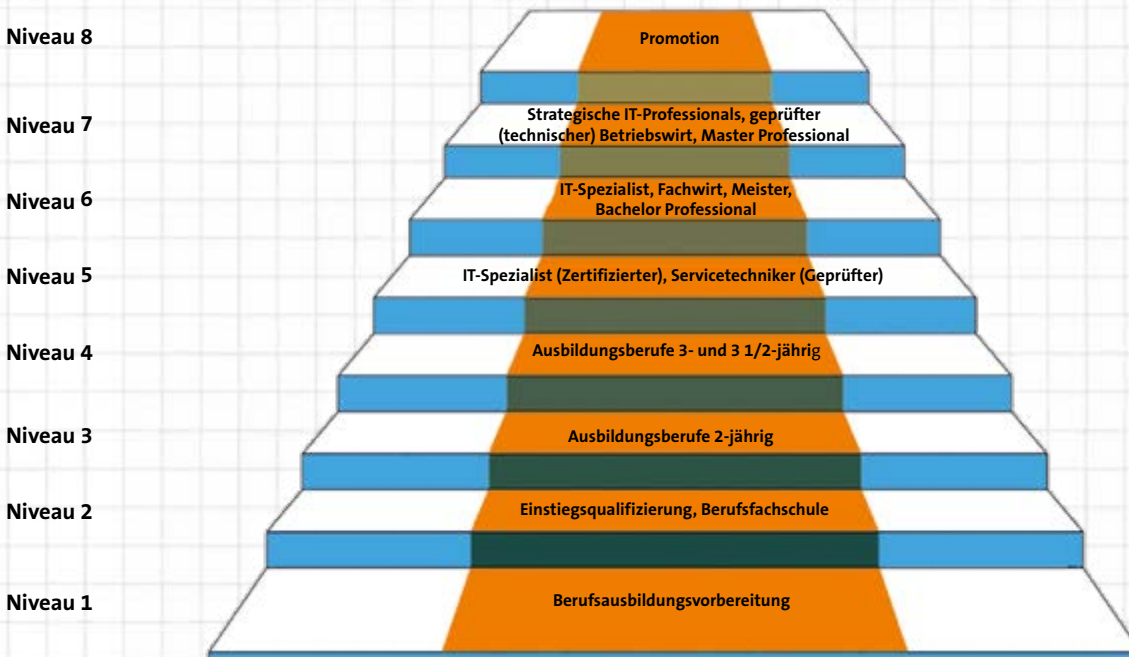 Niveau 8
Promotion
Niveau 7
Strategische IT-Professionals, geprüfter
(technischer) Betriebswirt, Master Professional
Niveau 6
IT-Spezialist, Fachwirt, Meister,
Bachelor Professional
Niveau 5
IT-Spezialist (Zertifizierter), Servicetechniker (Geprüfter)
Niveau 4
Ausbildungsberufe 3- und 3 1/2-jährig
Niveau 3
Ausbildungsberufe 2-jährig
Niveau 2
Einstiegsqualifizierung, Berufsfachschule
Niveau 1
Berufsausbildungsvorbereitung